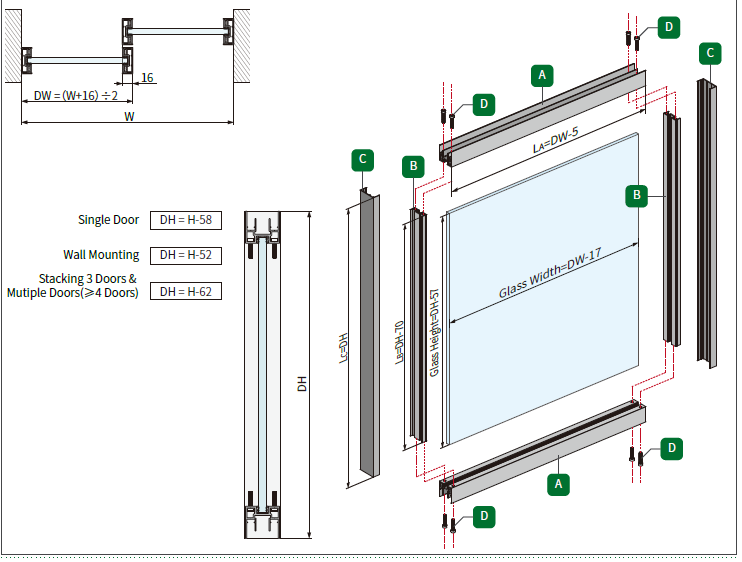 16
DW = (W+16) ÷2
W
D
C
A
D
LA=DW-5
C
B
B
Single Door
DH = H-58
Wall Mounting
DH = H-52
Stacking 3 Doors &
Mutiple Doors(⩾4 Doors)
DH = H-62
Glass Width=DW-17
DH
LC=DH
LB=DH-70
Glass Height=DH-57
D
A
D